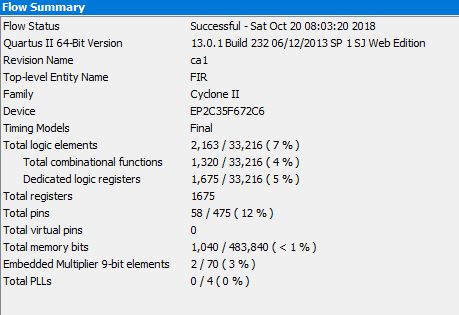 Flow Summary
Flow Status Successful - Sat Oct 20 08:03:20 2018
Quartus II 64-Bit Version 13.0.1 Build 232 06/12/2013 SP 1 SJ Web Edition
Revision Name ca1
Top-level Entity Name FIR
Family Cyclone II
Device EP2C35F672C6
Timing Models Final
Total logic elements 2,163 / 33,216 ( 7 % )
Total combinational functions 1,320 / 33,216 ( 4 % )
Dedicated logic registers 1,675 / 33,216 ( 5 % )
Total registers 1675
Total pins 58 / 475 ( 12 % )
Total virtual pins 0
Total memory bits 1,040 / 483,840 ( < 1 % )
Embedded Multiplier 9-bit elements 2 / 70 ( 3 % )
Total PLLs 0 / 4 ( 0 % )